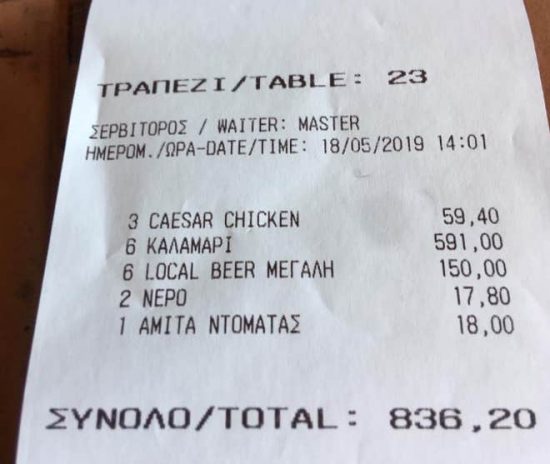 ΤΡΑΠΕΖΙ/TABLE: 23
ΣΕΡΒΙΤΟΡΟΣ / WAITER: MASTER
ΗΜΕΡΟΜ./ΩΡΑ-DATE/TIME: 18/05/2019 14:01
3 CAESAR CHICKEN 59,40
6 ΚΑΛΑΜΑΡΙ 591,00
6 LOCAL BEER ΜΕΓΑΛΗ 150,00
2 ΝΕΡΟ 17,80
1 ΑΜΙΤΑ ΝΤΟΜΑΤΑΣ 18,00
ΣΥΝΟΛΟ/TOTAL: 836,20